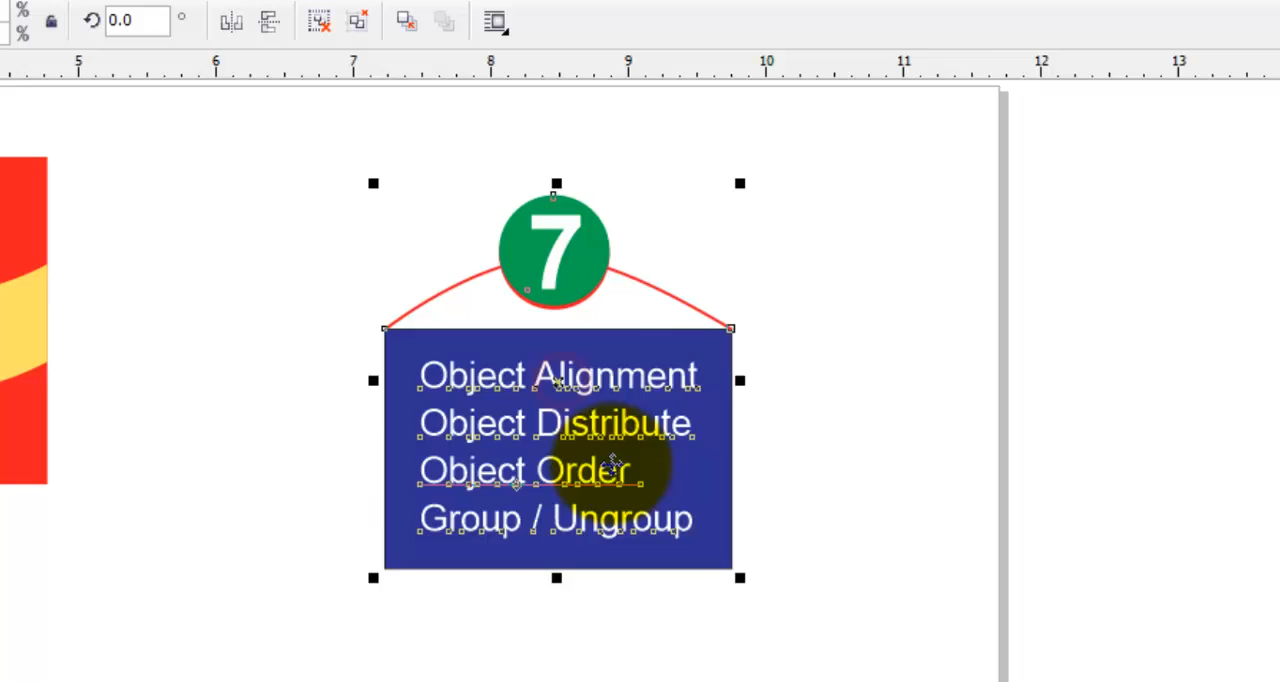 %
%
0.0
°
5 6 7 8 9 10 11 12 13
7
Object Alignment
Object Distribute
Object Order
Group / Ungroup